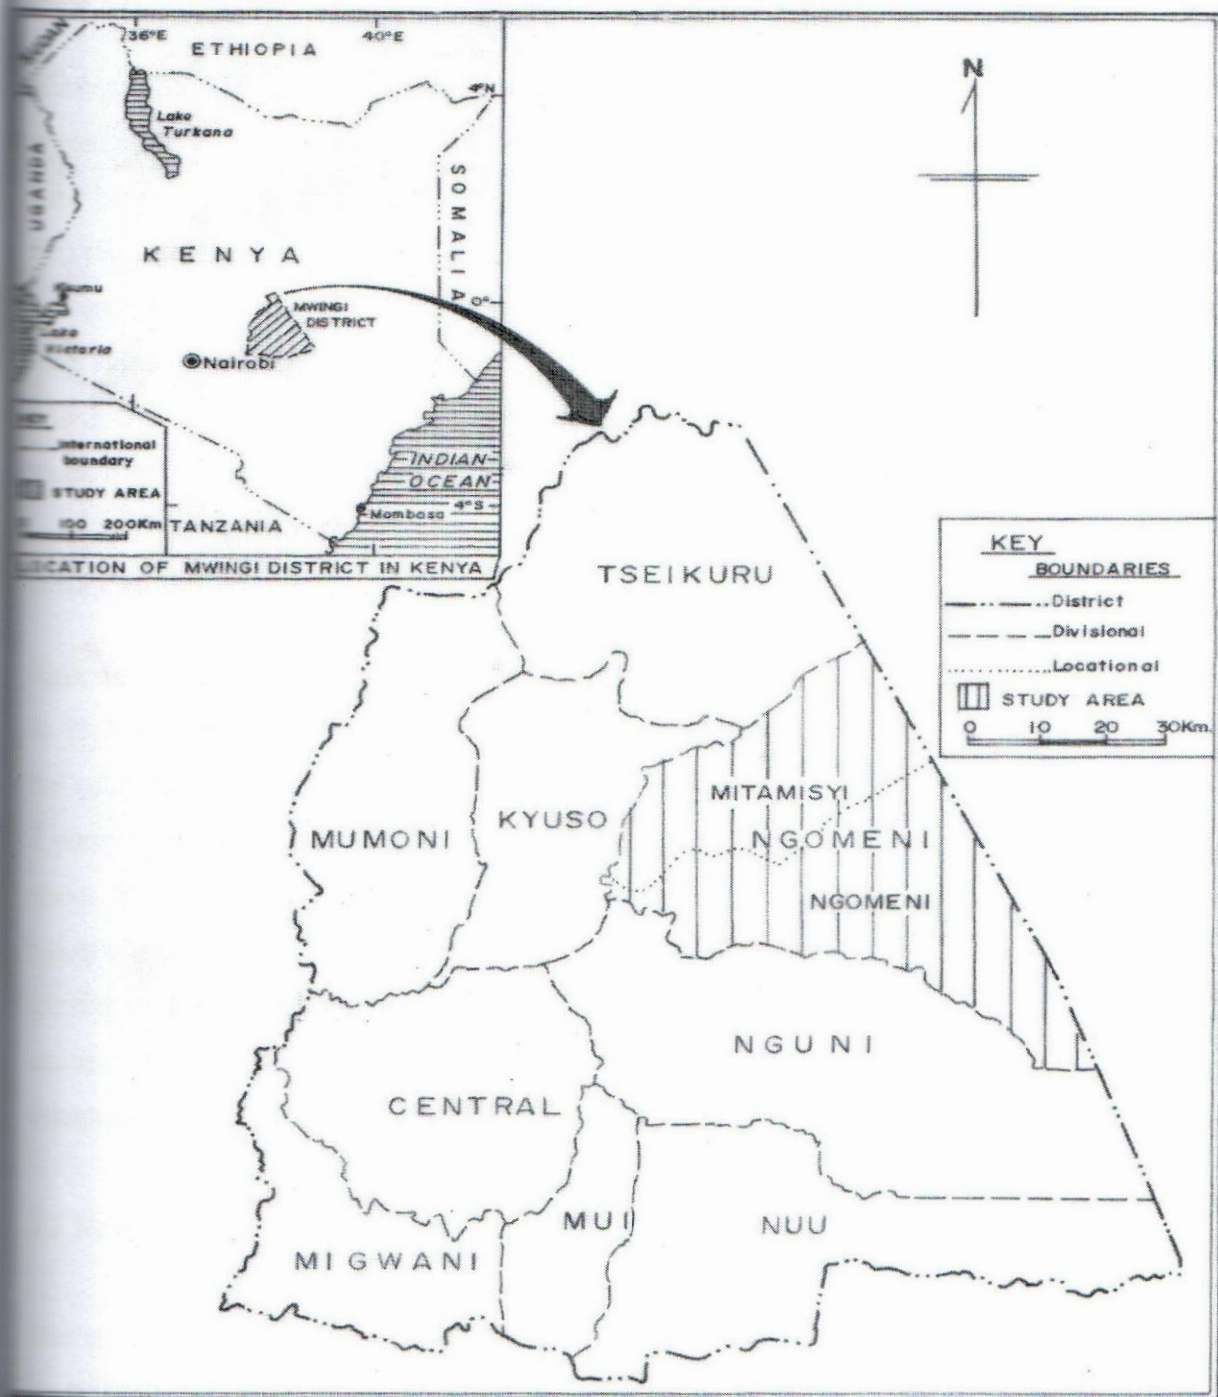 36°E 40°E
ETHIOPIA
4°N
Lake
Turkana
UGANDA
SOMALIA
KENYA
0°
MWINGI
DISTRICT
Nairobi
International
boundary
STUDY AREA
100 200Km
TANZANIA
INDIAN
OCEAN
4°S
Mombasa
LOCATION OF MWINGI DISTRICT IN KENYA
N
KEY
BOUNDARIES
District
Divisional
Locational
STUDY AREA
0 10 20 30Km.
TSEIKURU
MITAMISYI
KYUSO
MUMONI
NGOMENI
NGOMENI
NGUNI
CENTRAL
MUI
NUU
MIGWANI